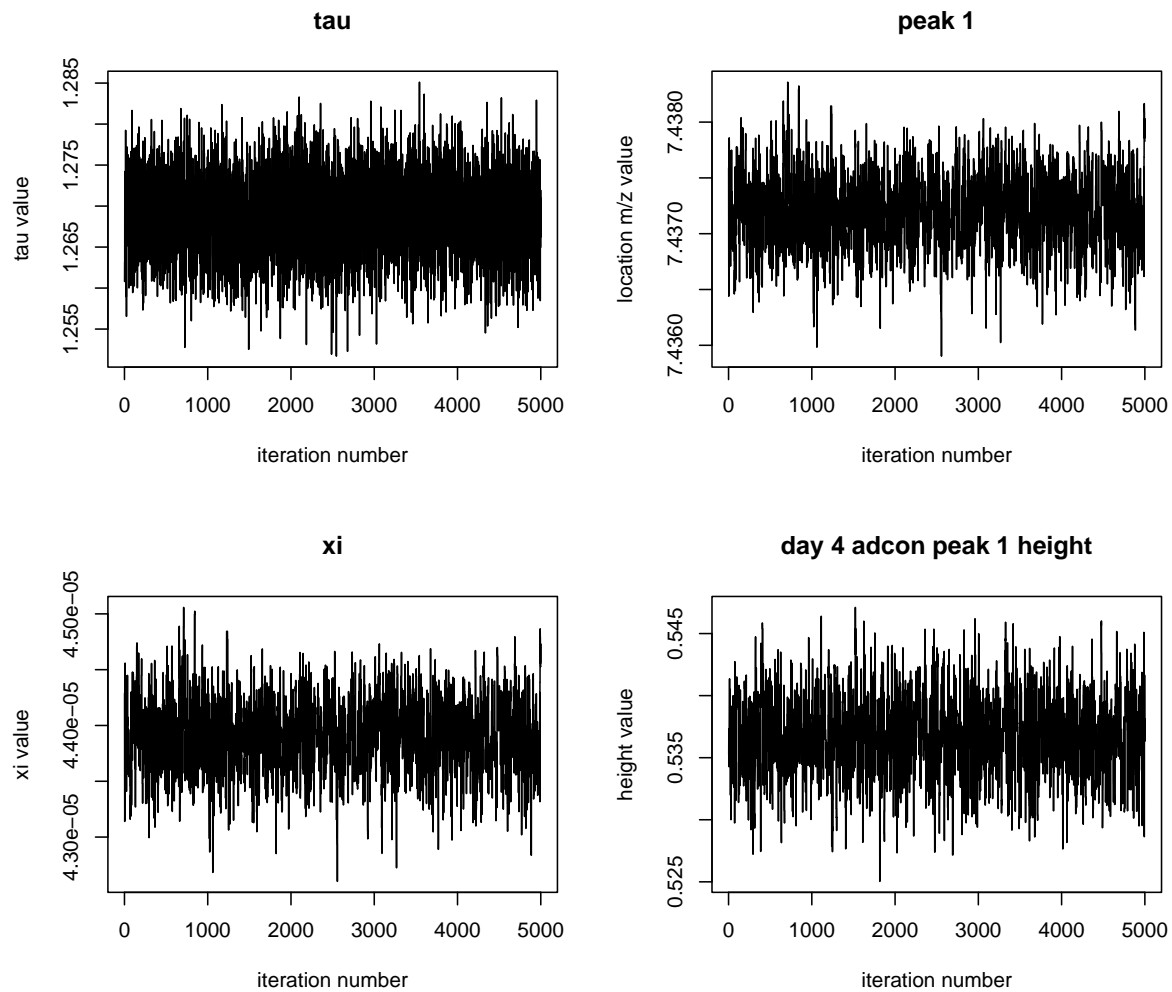 tau
tau value
1.255
1.265
1.275
1.285
0 1000 2000 3000 4000 5000
iteration number
peak 1
location m/z value
7.4360
7.4370
7.4380
0 1000 2000 3000 4000 5000
iteration number
xi
xi value
4.30e−05
4.40e−05
4.50e−05
0 1000 2000 3000 4000 5000
iteration number
day 4 adcon peak 1 height
height value
0.525
0.535
0.545
0 1000 2000 3000 4000 5000
iteration number